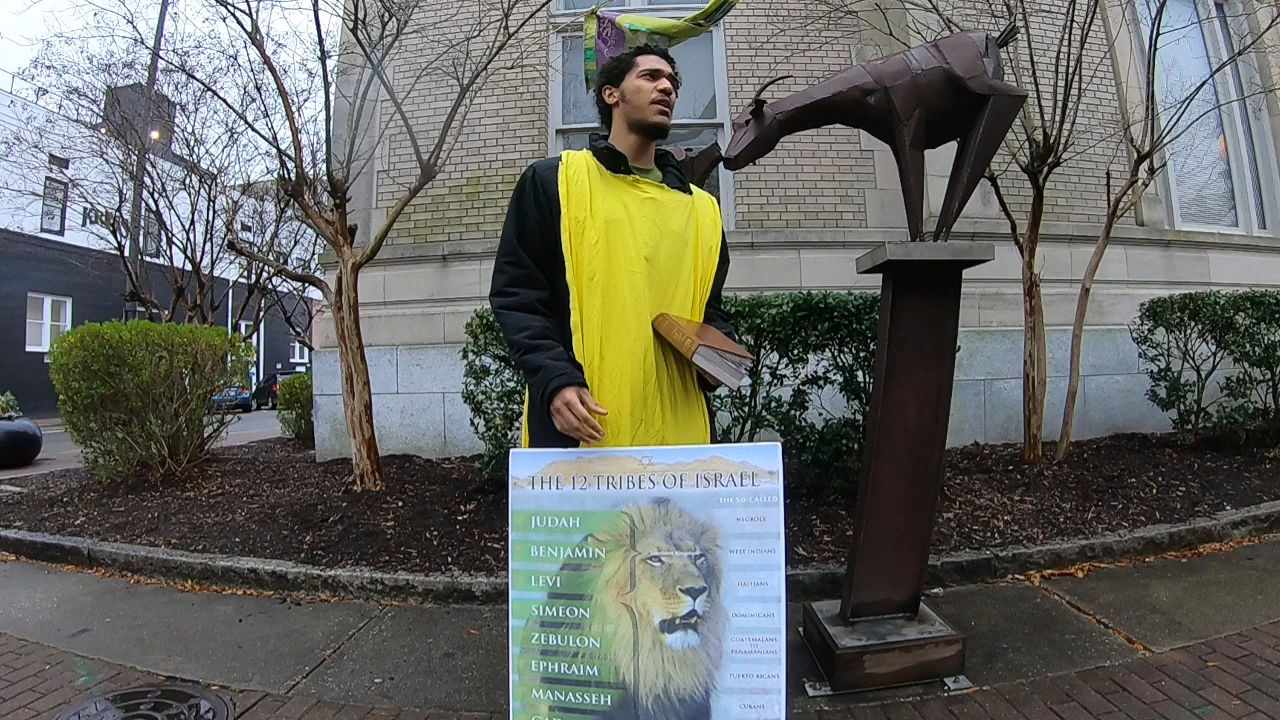 THE 12 TRIBES OF ISRAEL
THE SO-CALLED
JUDAH NEGROES
BENJAMIN WEST INDIANS
LEVI HAITIANS
SIMEON DOMINICANS
ZEBULON GUATEMALANS TO PANAMANIANS
EPHRAIM PUERTO RICANS
MANASSEH CUBANS